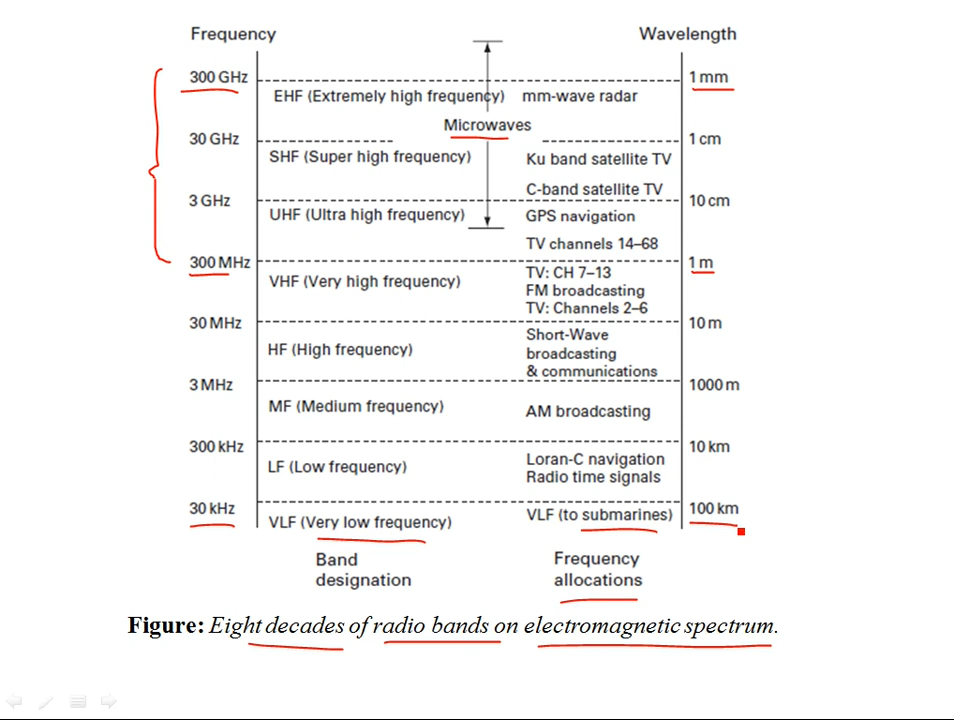 Frequency Wavelength
300 GHz 1 mm
EHF (Extremely high frequency) mm-wave radar
Microwaves
30 GHz 1 cm
SHF (Super high frequency) Ku band satellite TV
C-band satellite TV
3 GHz 10 cm
UHF (Ultra high frequency) GPS navigation
TV channels 14–68
300 MHz 1 m
TV: CH 7–13
VHF (Very high frequency) FM broadcasting
TV: Channels 2–6
30 MHz 10 m
Short-Wave
HF (High frequency) broadcasting
& communications
3 MHz 1000 m
MF (Medium frequency) AM broadcasting
300 kHz 10 km
Loran-C navigation
LF (Low frequency) Radio time signals
30 kHz 100 km
VLF (Very low frequency) VLF (to submarines)
Band Frequency
designation allocations
Figure: Eight decades of radio bands on electromagnetic spectrum.